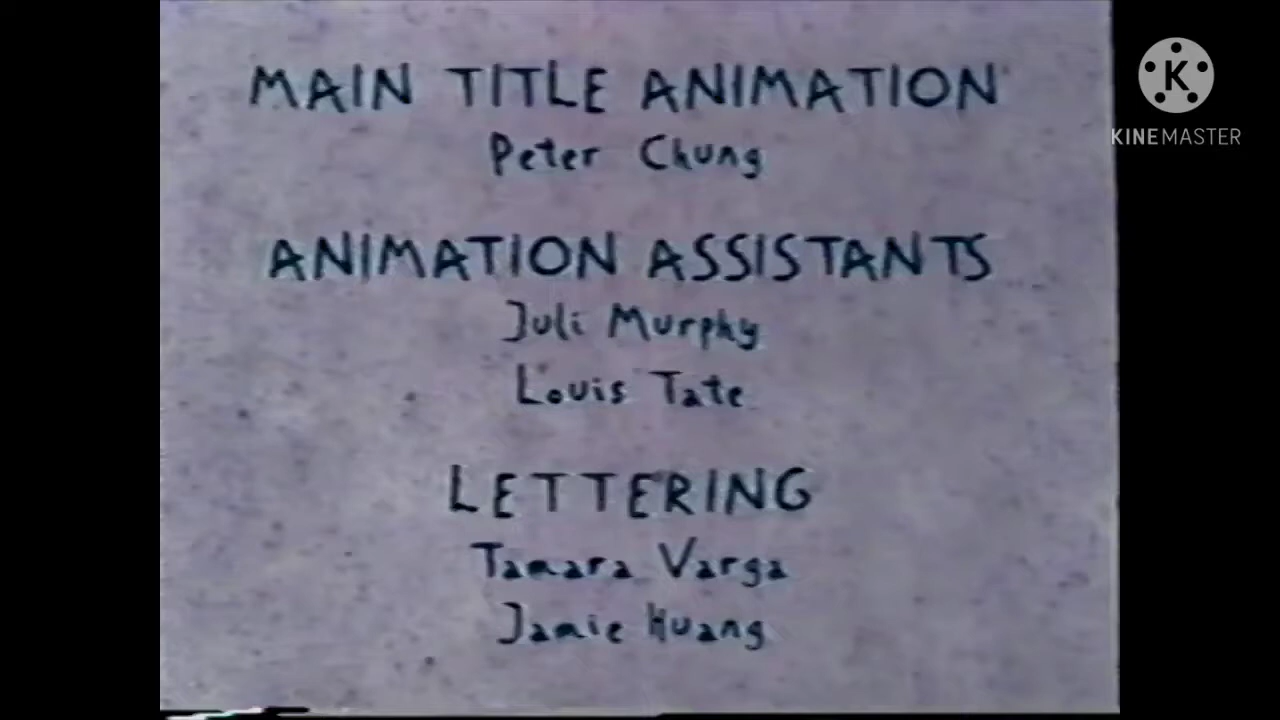 MAIN TITLE ANIMATION
Peter Chung
ANIMATION ASSISTANTS
Juli Murphy
Louis Tate
LETTERING
Tamara Varga
Jamie Huang
K
KINEMASTER